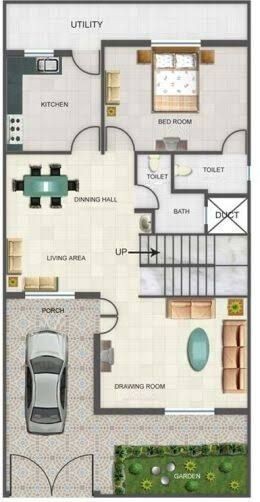 UTILITY
KITCHEN
BED ROOM
TOILET
TOILET
DINNING HALL
BATH
DUCT
UP
LIVING AREA
PORCH
DRAWING ROOM
GARDEN